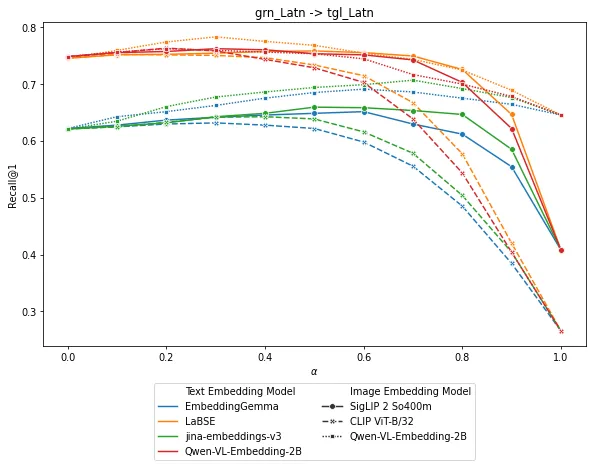 grn_Latn -> tgl_Latn
Recall@1
0.8
0.7
0.6
0.5
0.4
0.3
0.0 0.2 0.4 0.6 0.8 1.0
α
Text Embedding Model
EmbeddingGemma
LaBSE
jina-embeddings-v3
Qwen-VL-Embedding-2B
Image Embedding Model
SigLIP 2 So400m
CLIP ViT-B/32
Qwen-VL-Embedding-2B